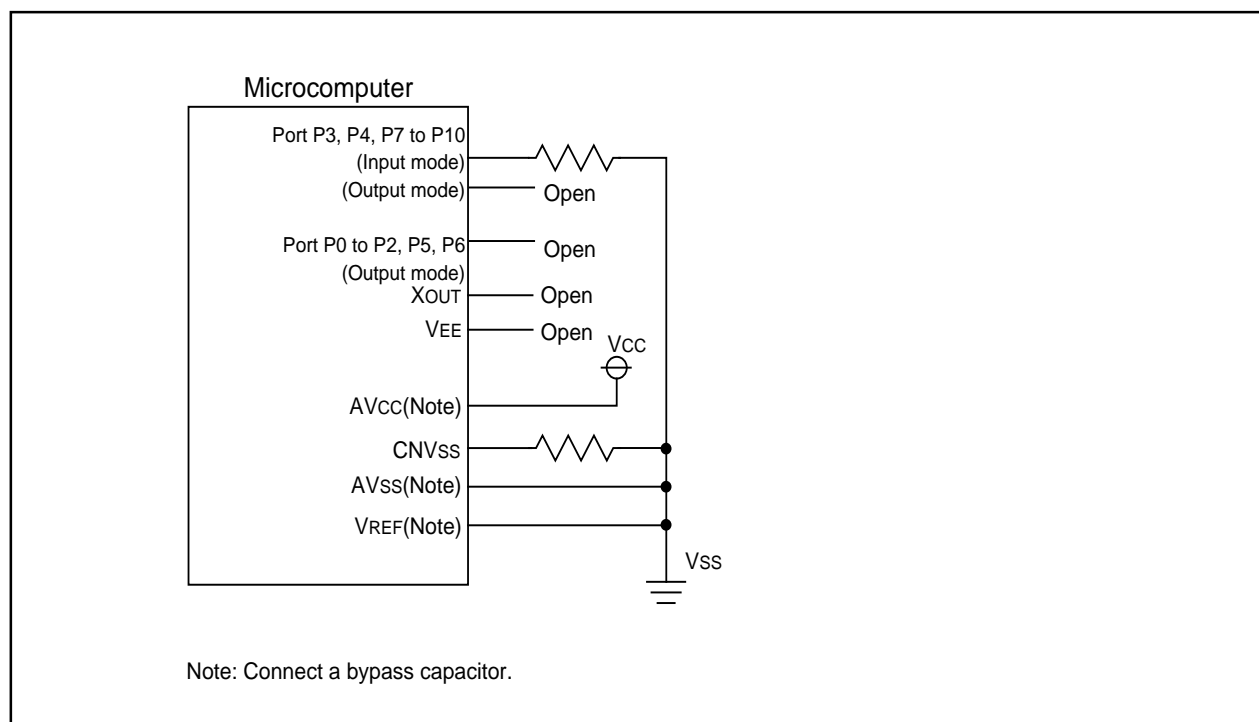 Microcomputer
Port P3, P4, P7 to P10
(Input mode)
(Output mode)
Open
Port P0 to P2, P5, P6
Open
(Output mode)
XOUT
Open
VEE
Open
VCC
AVCC(Note)
CNVSS
AVSS(Note)
VREF(Note)
VSS
Note: Connect a bypass capacitor.